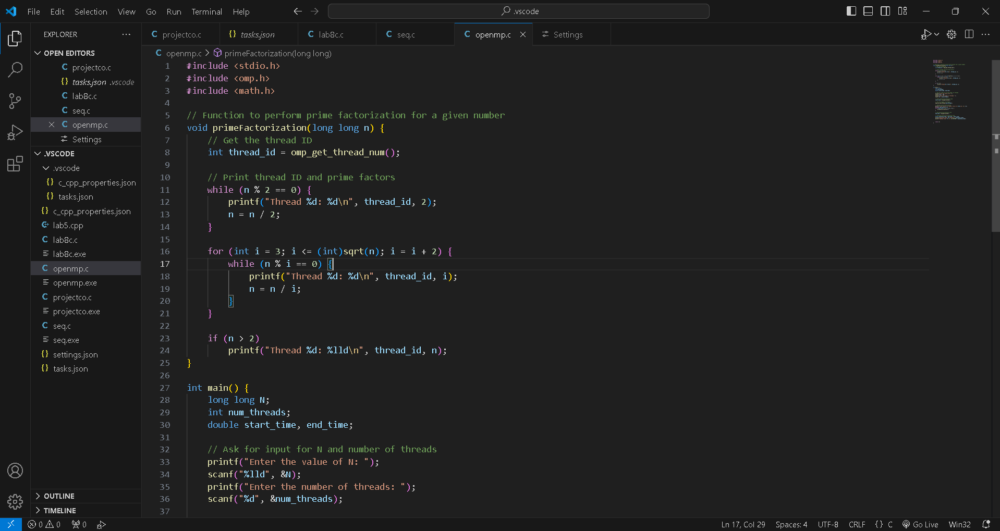 File Edit Selection View Go Run Terminal Help
.vscode
EXPLORER
OPEN EDITORS
projectco.c
tasks.json .vscode
lab8c.c
seq.c
openmp.c
Settings
.VSCODE
.vscode
c_cpp_properties.json
tasks.json
c_cpp_properties.json
lab5.cpp
lab8c.c
lab8c.exe
openmp.c
openmp.exe
projectco.c
projectco.exe
seq.c
seq.exe
settings.json
tasks.json
OUTLINE
TIMELINE
projectco.c tasks.json lab8c.c seq.c openmp.c Settings
openmp.c > primeFactorization(long long)
1 #include <stdio.h>
2 #include <omp.h>
3 #include <math.h>
4
5 // Function to perform prime factorization for a given number
6 void primeFactorization(long long n) {
7     // Get the thread ID
8     int thread_id = omp_get_thread_num();
9
10     // Print thread ID and prime factors
11     while (n % 2 == 0) {
12         printf("Thread %d: %d\n", thread_id, 2);
13         n = n / 2;
14     }
15
16     for (int i = 3; i <= (int)sqrt(n); i = i + 2) {
17         while (n % i == 0) {
18             printf("Thread %d: %d\n", thread_id, i);
19             n = n / i;
20         }
21     }
22
23     if (n > 2)
24         printf("Thread %d: %lld\n", thread_id, n);
25 }
26
27 int main() {
28     long long N;
29     int num_threads;
30     double start_time, end_time;
31
32     // Ask for input for N and number of threads
33     printf("Enter the value of N: ");
34     scanf("%lld", &N);
35     printf("Enter the number of threads: ");
36     scanf("%d", &num_threads);
37
0 0 0 Ln 17, Col 29 Spaces: 4 UTF-8 CRLF {} C Go Live Win32